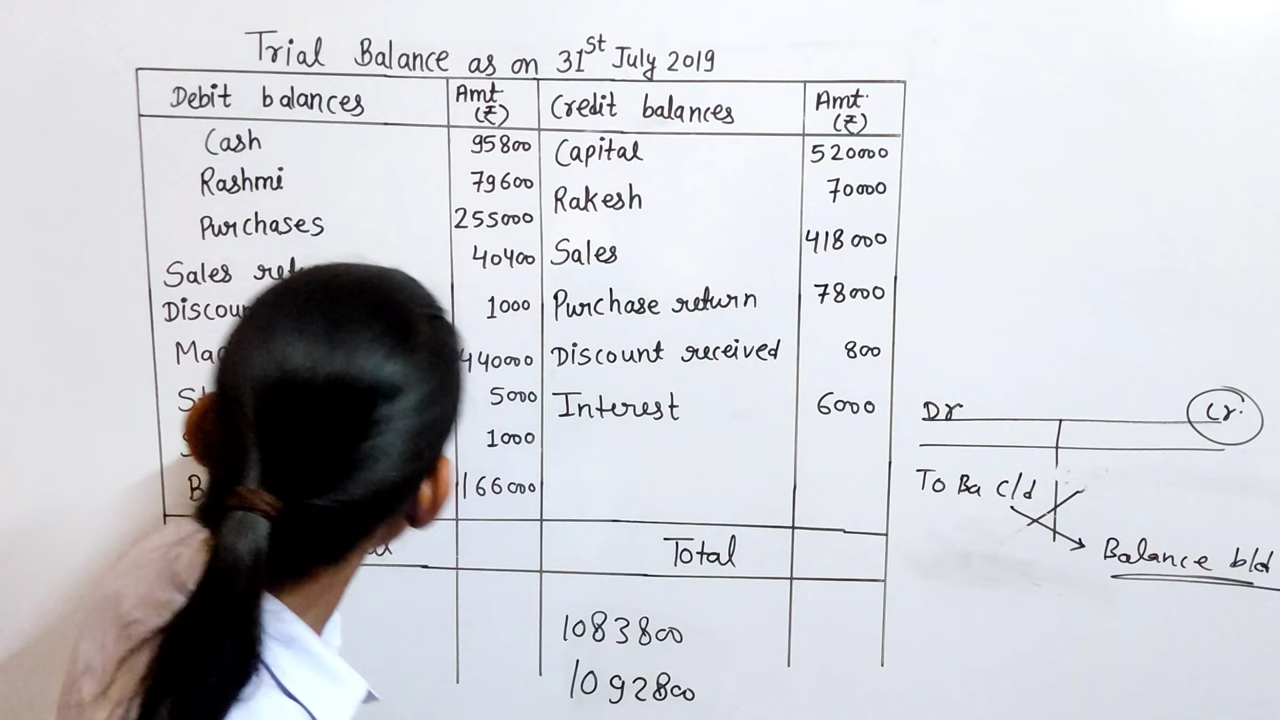 Trial Balance as on 31st July 2019
Debit balances Amt (₹) Credit balances Amt. (₹)
Cash 95800 Capital 520000
Rashmi 79600 Rakesh 70000
Purchases 255000 Sales 418000
Sales 40400 Purchase return 78000
1000 Discount received 800
440000 Interest 6000
5000
1000
166000
Total
1083800
1092800
Dr Cr.
To Ba c/d
Balance b/d